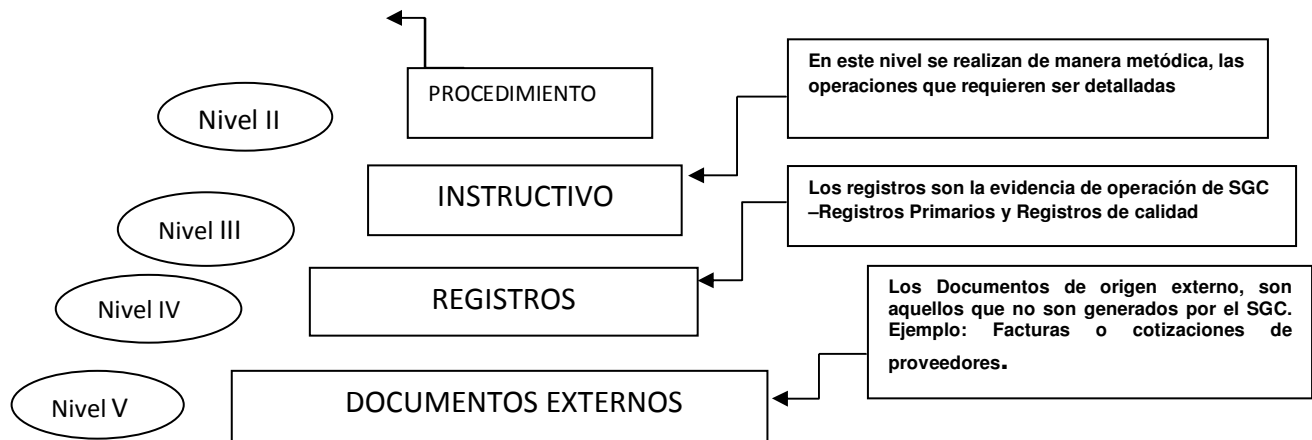 En este nivel se realizan de manera metódica, las
operaciones que requieren ser detalladas
PROCEDIMIENTO
Nivel II
INSTRUCTIVO
Los registros son la evidencia de operación de SGC
–Registros Primarios y Registros de calidad
Nivel III
REGISTROS
Nivel IV
Los Documentos de origen externo, son
aquellos que no son generados por el SGC.
Ejemplo: Facturas o cotizaciones de
proveedores.
Nivel V
DOCUMENTOS EXTERNOS